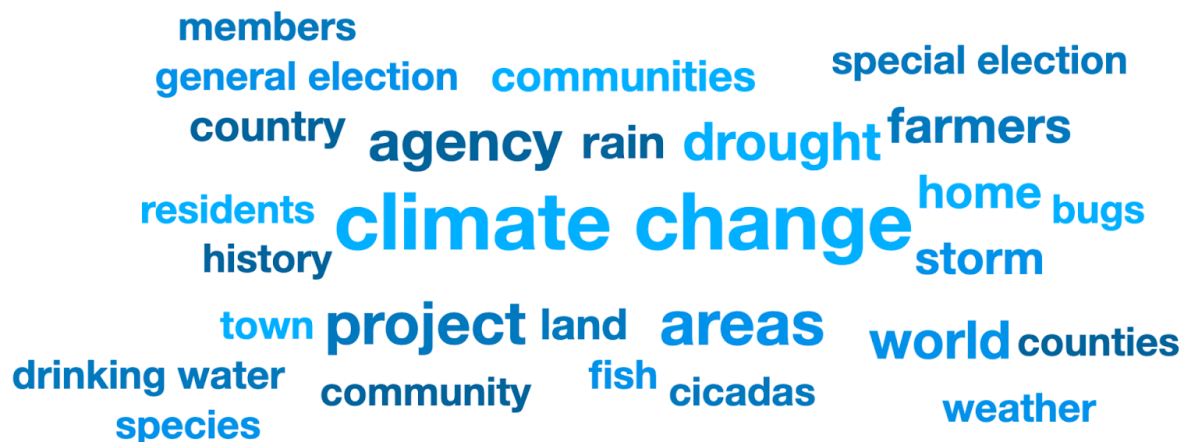 members
general election communities special election
country agency rain drought farmers
residents climate change home bugs
history storm
town project land areas world counties
drinking water community fish cicadas weather
species